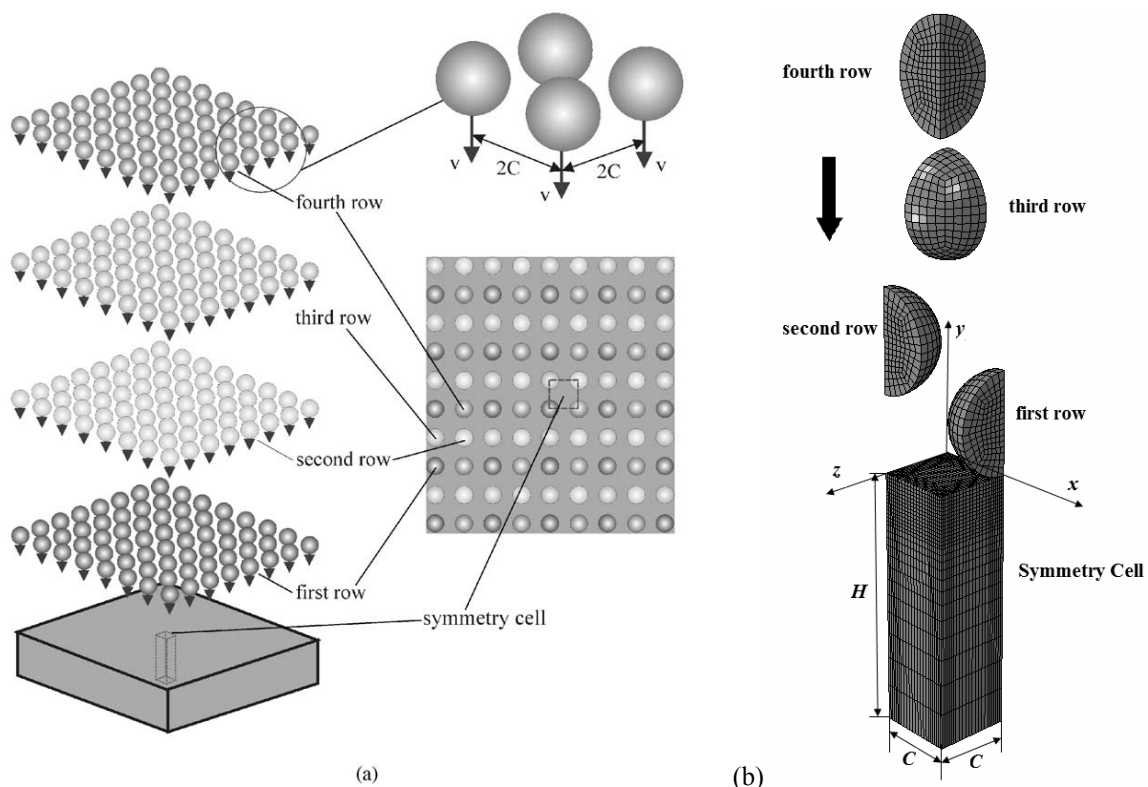 v
2C
v
2C
v
fourth row
third row
second row
first row
symmetry cell
(a)
fourth row
third row
second row
y
first row
z
x
H
Symmetry Cell
C
C
(b)